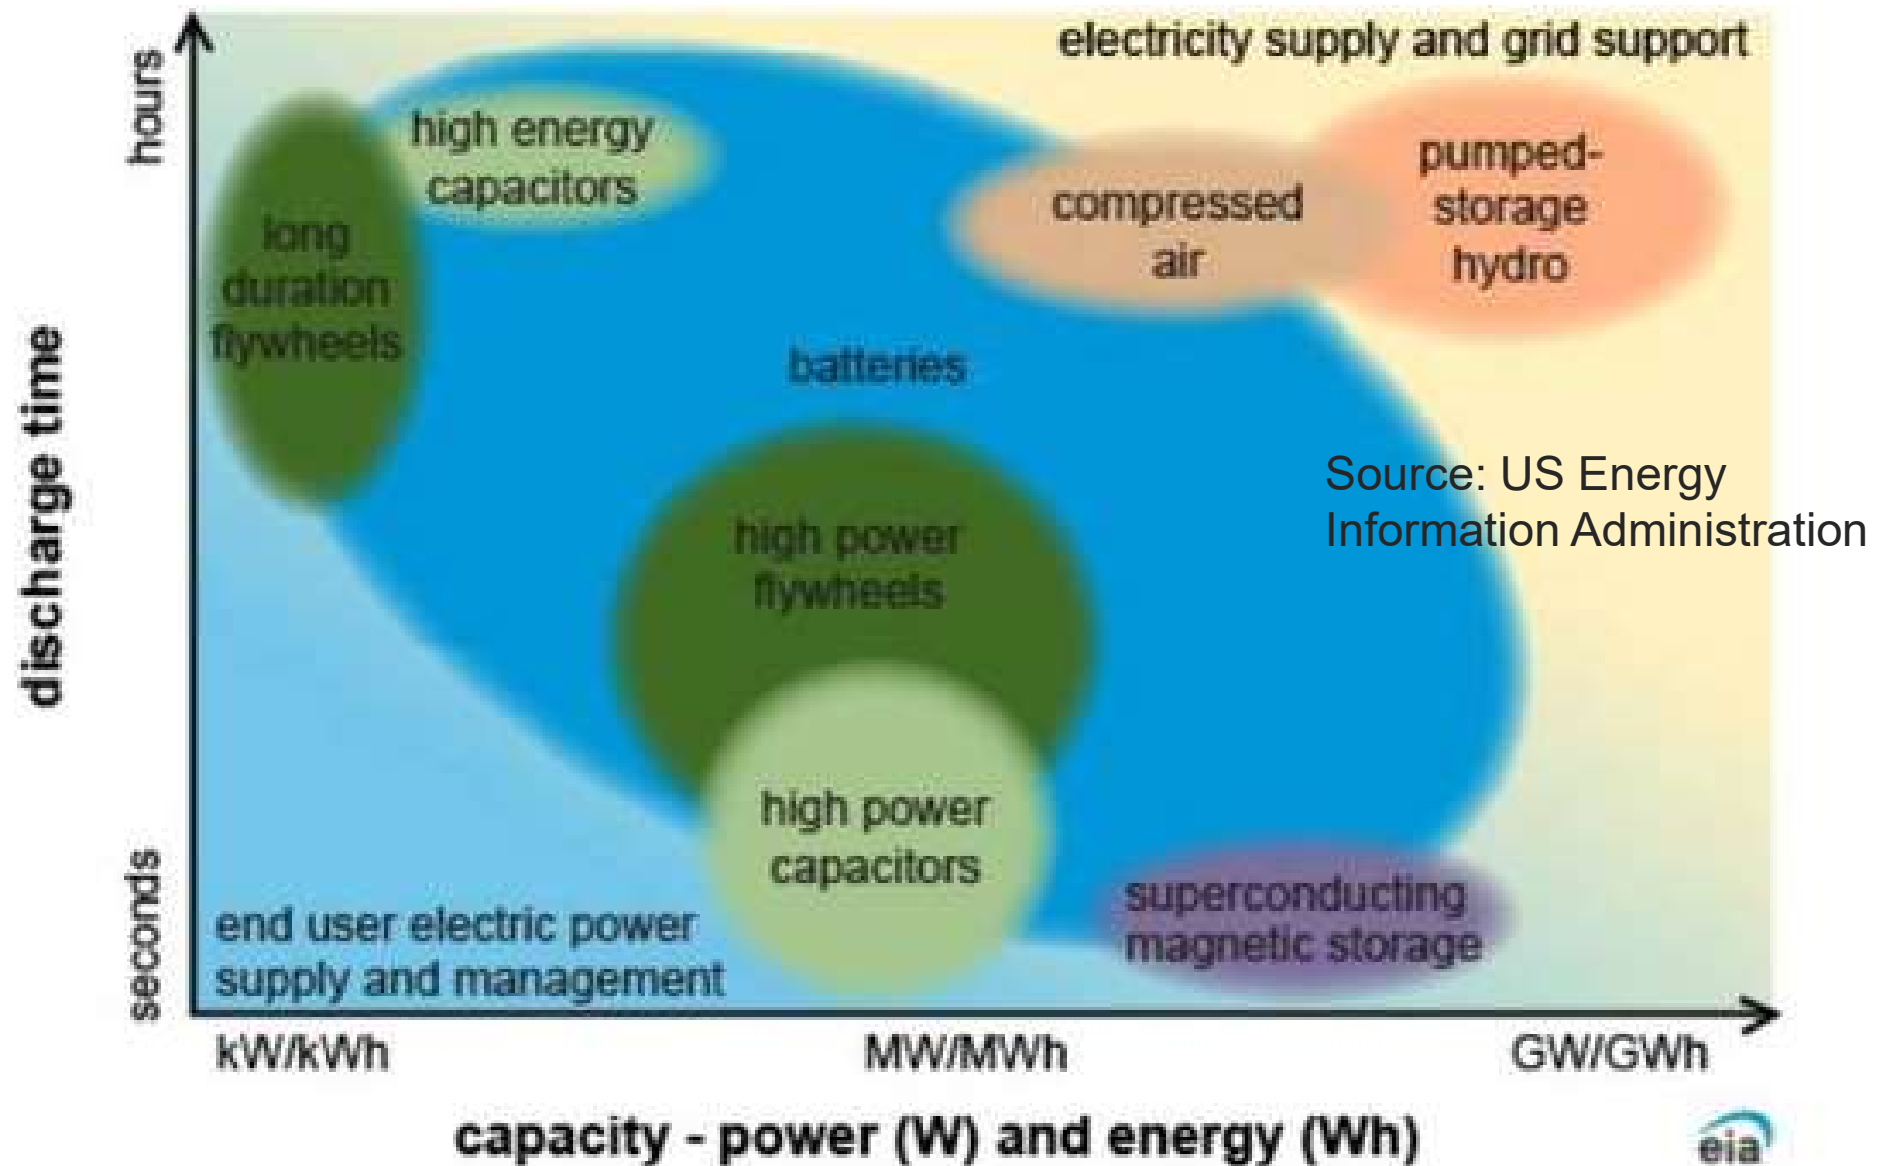 electricity supply and grid support
hours
high energy
capacitors
pumped-
storage
hydro
compressed
air
long
duration
flywheels
batteries
discharge time
Source: US Energy
Information Administration
high power
flywheels
high power
capacitors
superconducting
magnetic storage
seconds
end user electric power
supply and management
kW/kWh
MW/MWh
GW/GWh
capacity - power (W) and energy (Wh)
eia